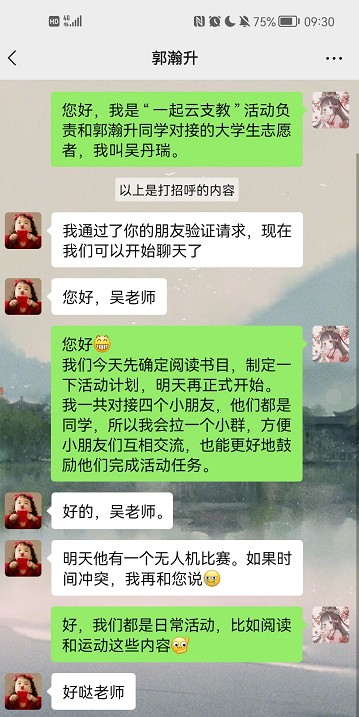 HD 4G 75% 09:30
郭瀚升
您好，我是“一起云支教”活动负
责和郭瀚升同学对接的大学生志愿
者，我叫吴丹瑞。
以上是打招呼的内容
我通过了你的朋友验证请求，现在
我们可以开始聊天了
您好，吴老师
您好😁
我们今天先确定阅读书目，制定一
下活动计划，明天再正式开始。
我一共对接四个小朋友，他们都是
同学，所以我会拉一个小群，方便
小朋友们互相交流，也能更好地鼓
励他们完成活动任务。
好的，吴老师。
明天他有一个无人机比赛。如果时
间冲突，我再和您说😢
好，我们都是日常活动，比如阅读
和运动这些内容
好哒老师